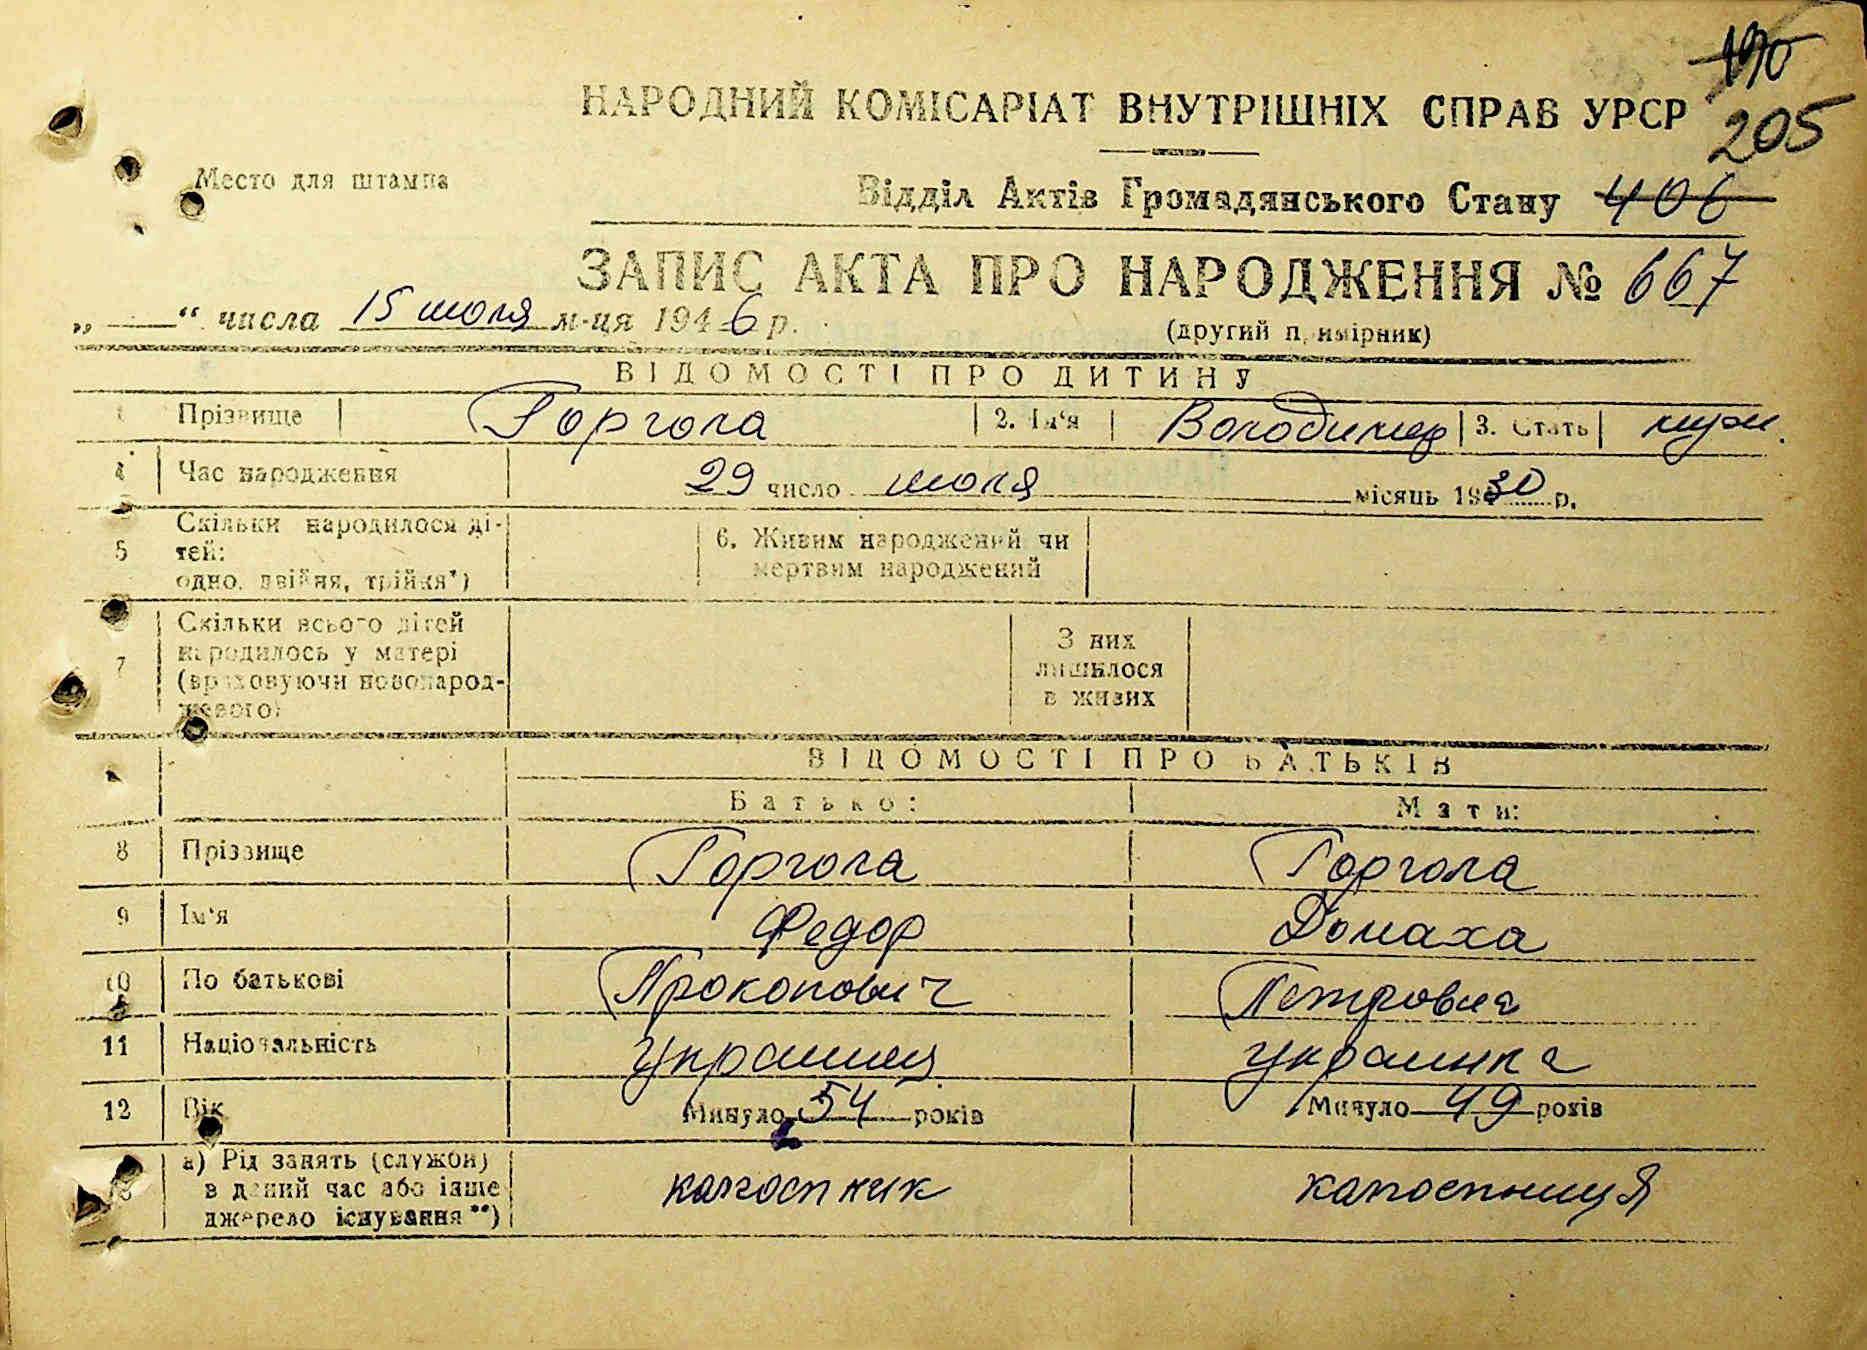 190
205
НАРОДНИЙ КОМІСАРІАТ ВНУТРІШНІХ СПРАВ УРСР
Место для штампа
Відділ Актів Громадянського Стану 406
ЗАПИС АКТА ПРО НАРОДЖЕННЯ № 667
„ — “ числа 15 июля м-ця 1946 р.
(другий примірник)
ВІДОМОСТІ ПРО ДИТИНУ
1 Прізвище Горгола 2. Ім‘я Володимир 3. Стать муж.
4 Час народження 29 число июля місяць 1930 р.
5 Скільки народилося ді-
тей:
одно, двійня, трійня*)
6. Живим народжений чи
мертвим народжений
7 Скільки всього дітей
народилось у матері
(враховуючи новонарод-
женого)
З них
лишилося
в живих
ВІДОМОСТІ ПРО БАТЬКІВ
Батько: Мати:
8 Прізвище Горгола Горгола
9 Ім‘я Федор Домаха
10 По батькові Прокопович Петровна
11 Національність Украинец Украинка
12 Вік Минуло 54 років Минуло 49 років
а) Рід занять (служби)
в даний час або інше
джерело існування**)
колгоспник колгоспниця